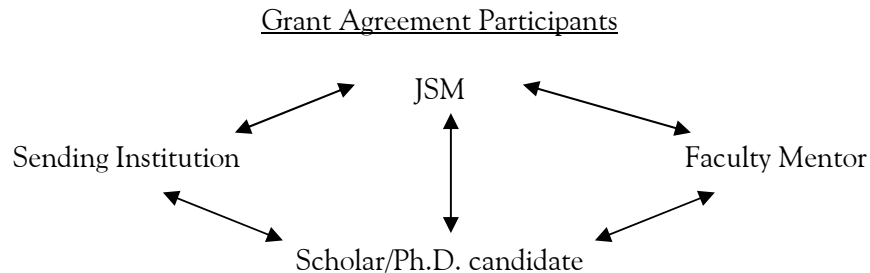 Grant Agreement Participants
JSM
Sending Institution
Faculty Mentor
Scholar/Ph.D. candidate